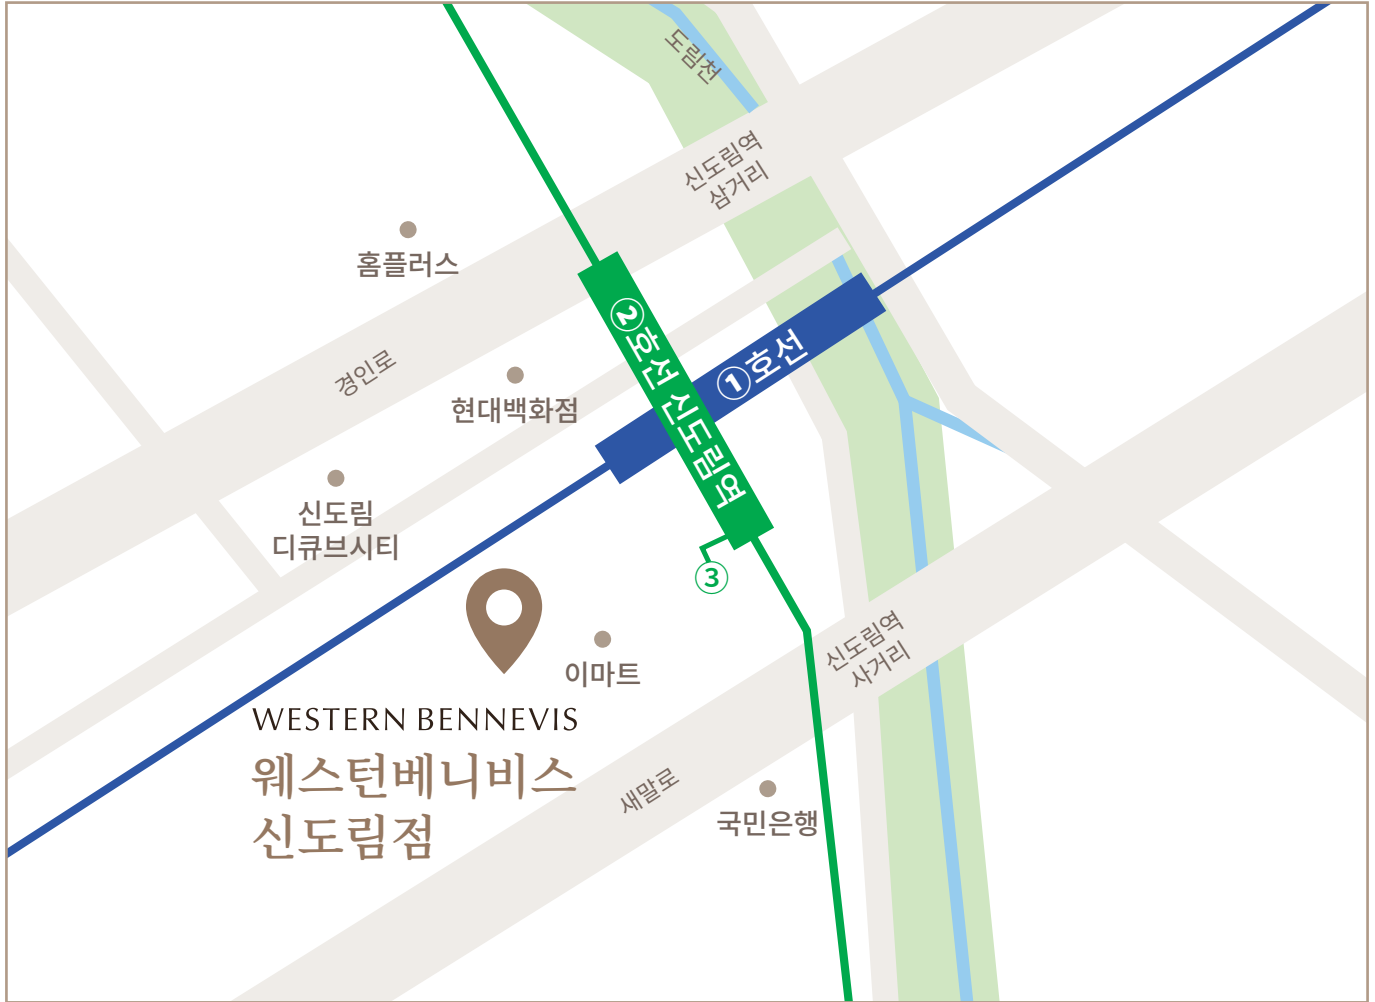 도림천
신도림역
삼거리
홈플러스
②호선 신도림역
①호선
경인로
현대백화점
신도림
디큐브시티
③
신도림역
사거리
이마트
WESTERN BENNEVIS
웨스턴베니비스
신도림점
새말로
국민은행